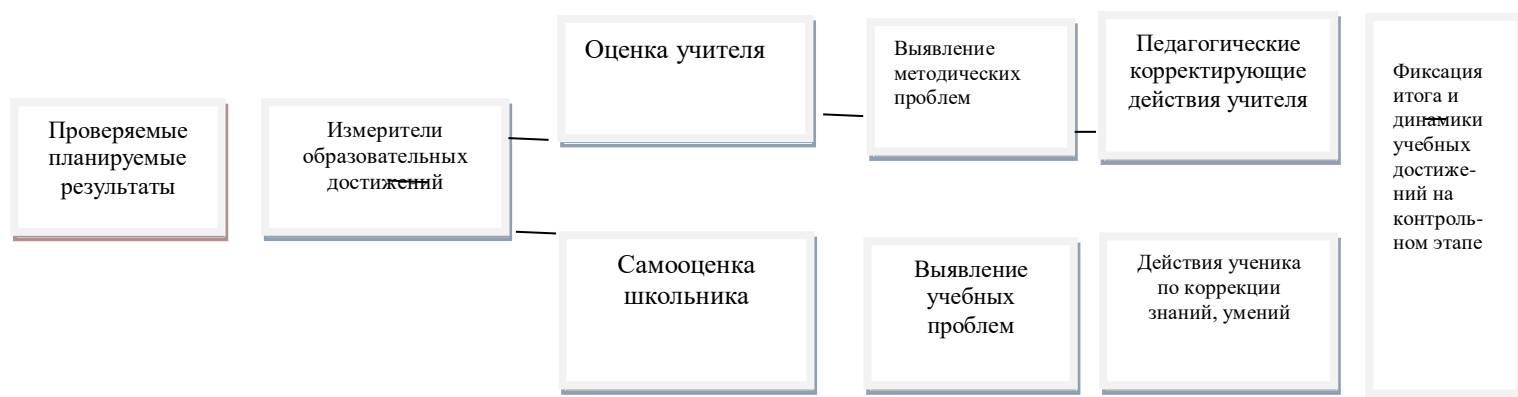 Проверяемые
планируемые
результаты
Измерители
образовательных
достижений
Оценка учителя
Самооценка
школьника
Выявление
методических
проблем
Выявление
учебных
проблем
Педагогические
корректирующие
действия учителя
Действия ученика
по коррекции
знаний, умений
Фиксация
итога и
динамики
учебных
достиже-
ний на
контроль-
ном этапе